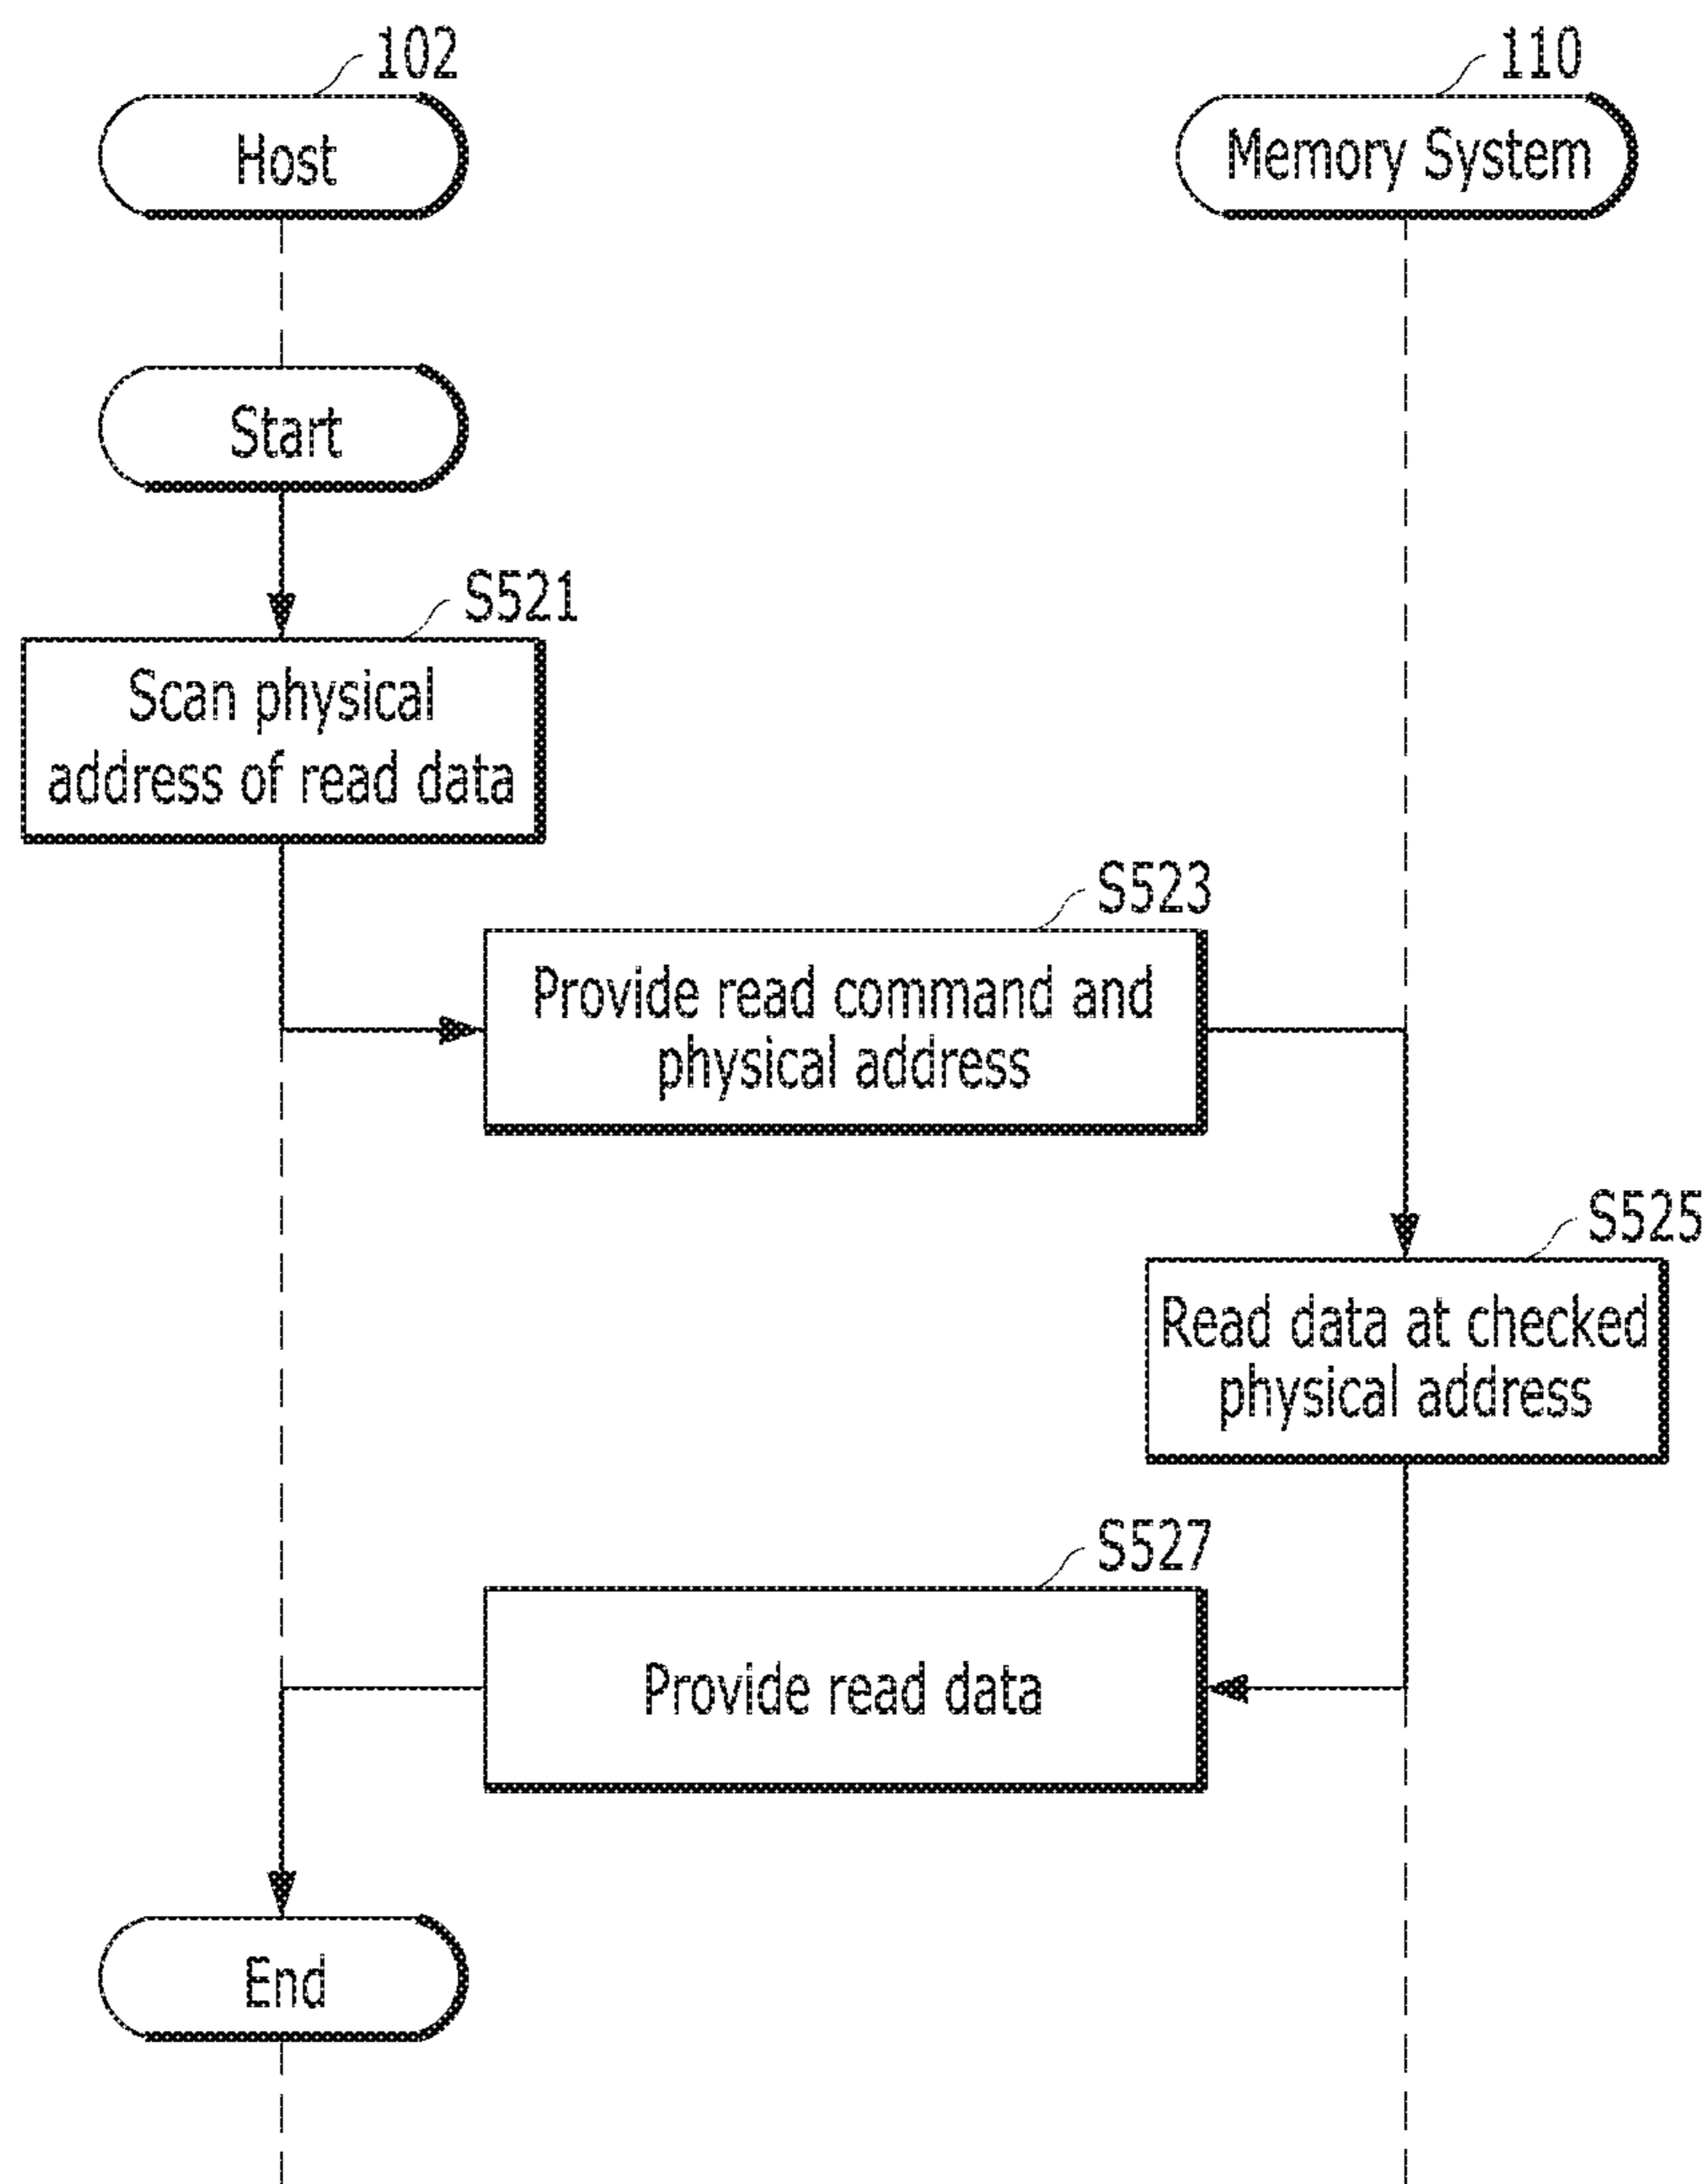 102
110
Host
Memory System
Start
S521
Scan physical
address of read data
S523
Provide read command and
physical address
S525
Read data at checked
physical address
S527
Provide read data
End